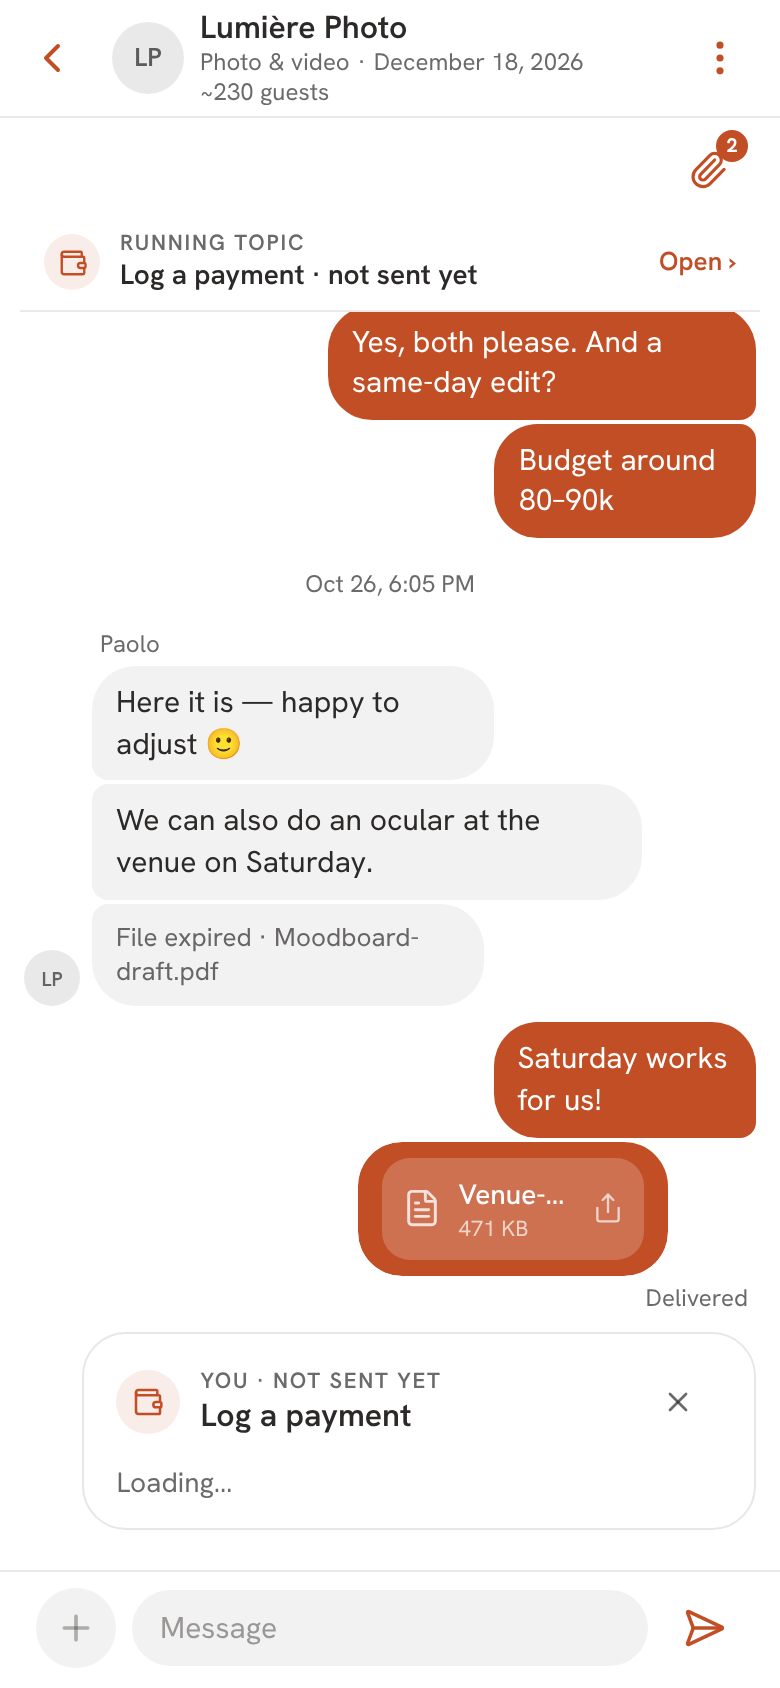 Lumière Photo
LP
Photo & video · December 18, 2026
~230 guests
2
RUNNING TOPIC
Log a payment · not sent yet
Open ›
Yes, both please. And a
same-day edit?
Budget around
80–90k
Oct 26, 6:05 PM
Paolo
Here it is — happy to
adjust 🙂
We can also do an ocular at the
venue on Saturday.
File expired · Moodboard-
draft.pdf
LP
Saturday works
for us!
Venue-...
471 KB
Delivered
YOU · NOT SENT YET
Log a payment
Loading...
Message